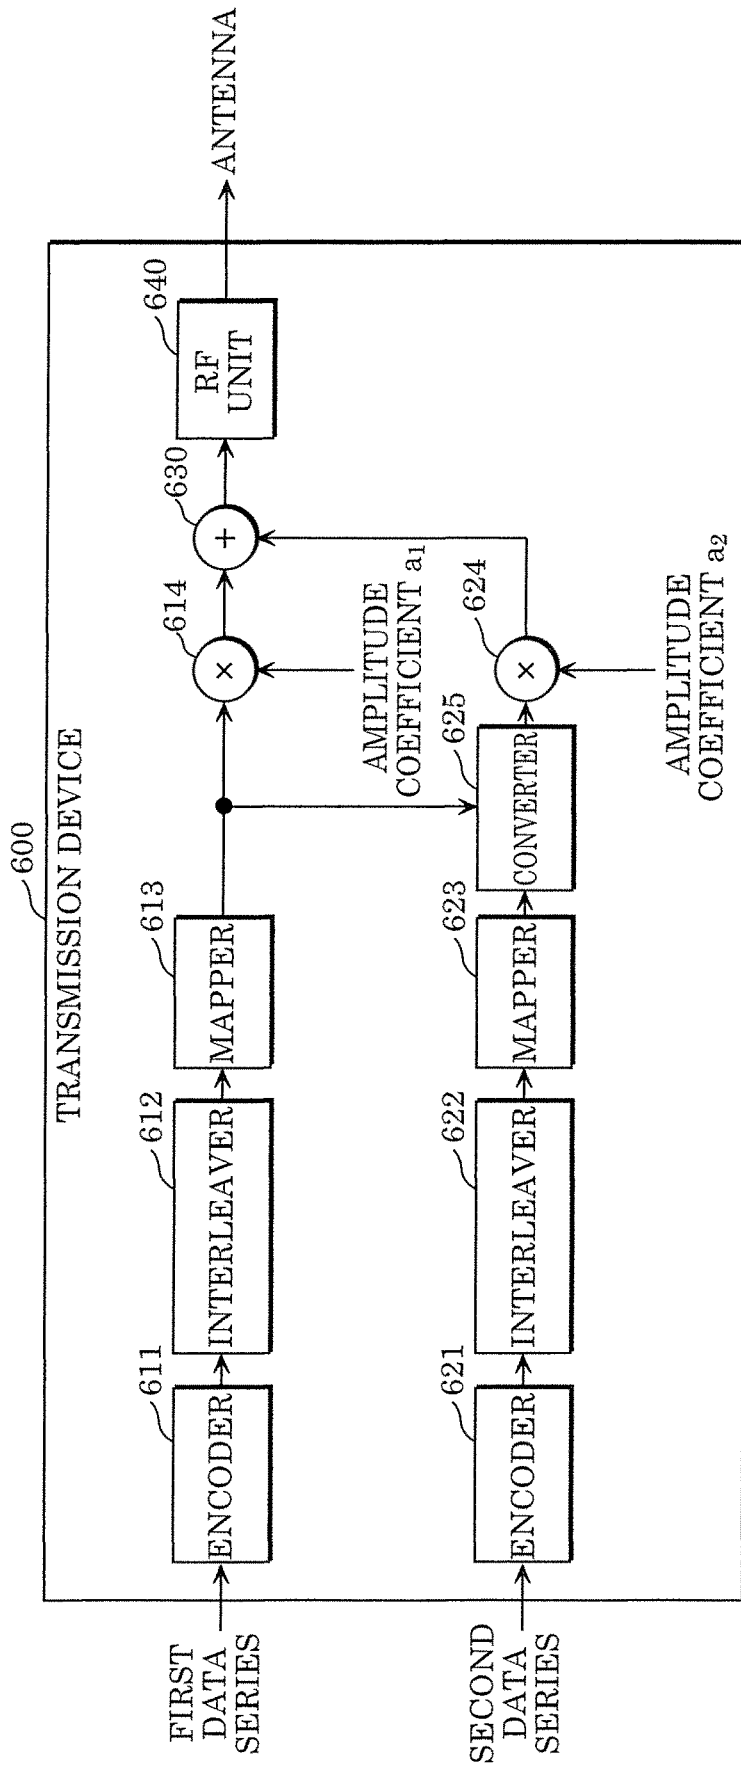 600
TRANSMISSION DEVICE
FIRST
DATA
SERIES
611
ENCODER
612
INTERLEAVER
613
MAPPER
614
×
AMPLITUDE
COEFFICIENT a1
630
+
640
RF
UNIT
ANTENNA
SECOND
DATA
SERIES
621
ENCODER
622
INTERLEAVER
623
MAPPER
625
CONVERTER
624
×
AMPLITUDE
COEFFICIENT a2